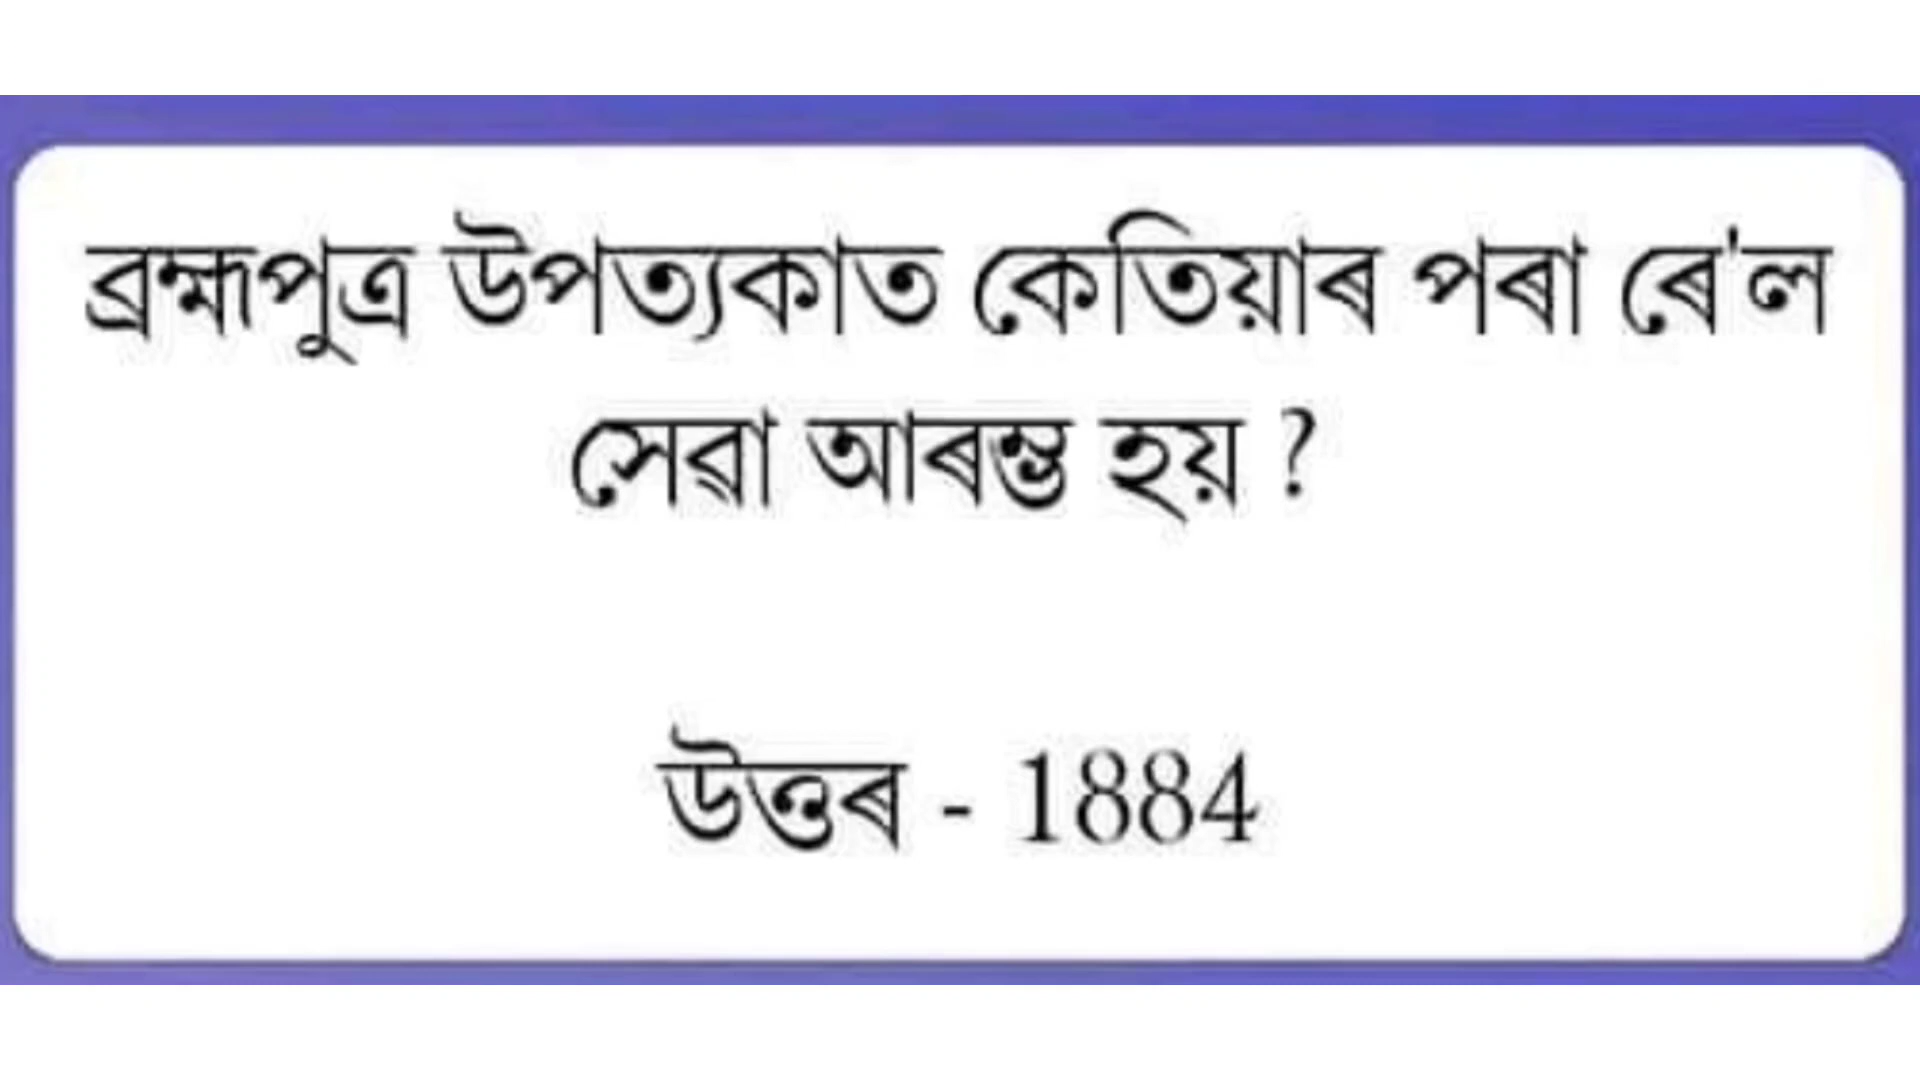 ব্ৰহ্মপুত্ৰ উপত্যকাত কেতিয়াৰ পৰা ৰে'ল
সেৱা আৰম্ভ হয় ?
উত্তৰ - 1884